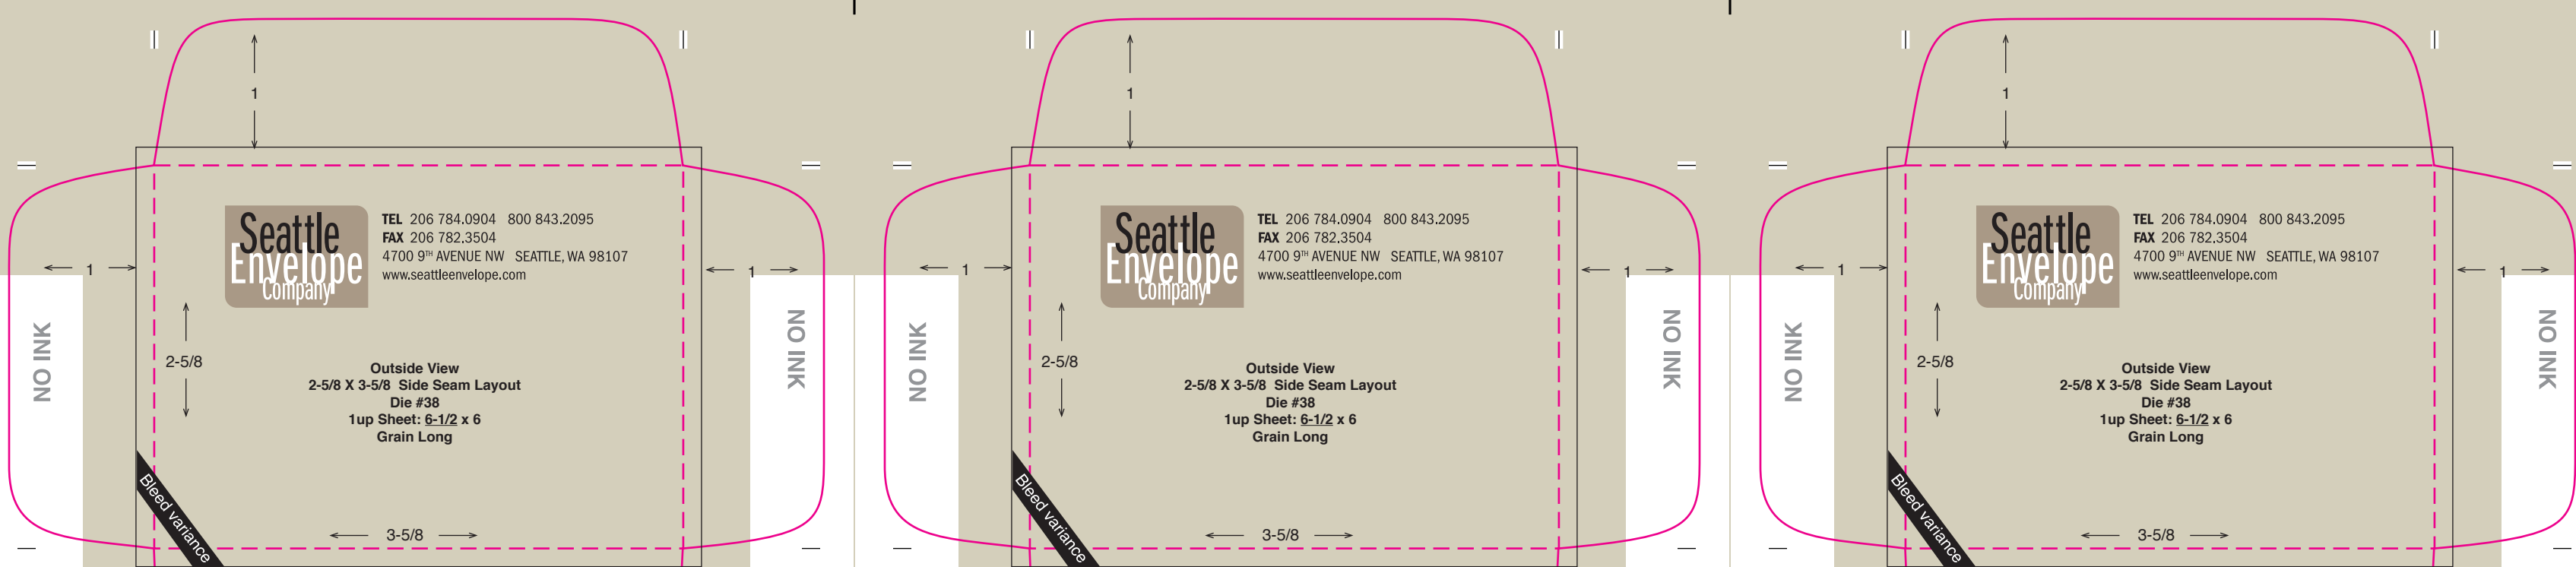 1
Seattle
Envelope
Company
TEL 206 784.0904 800 843.2095
FAX 206 782.3504
4700 9TH AVENUE NW SEATTLE, WA 98107
www.seattleenvelope.com
1
1
NO INK
NO INK
2-5/8
Outside View
2-5/8 X 3-5/8 Side Seam Layout
Die #38
1up Sheet: 6-1/2 x 6
Grain Long
Bleed variance
3-5/8
1
Seattle
Envelope
Company
TEL 206 784.0904 800 843.2095
FAX 206 782.3504
4700 9TH AVENUE NW SEATTLE, WA 98107
www.seattleenvelope.com
1
1
NO INK
NO INK
2-5/8
Outside View
2-5/8 X 3-5/8 Side Seam Layout
Die #38
1up Sheet: 6-1/2 x 6
Grain Long
Bleed variance
3-5/8
1
Seattle
Envelope
Company
TEL 206 784.0904 800 843.2095
FAX 206 782.3504
4700 9TH AVENUE NW SEATTLE, WA 98107
www.seattleenvelope.com
1
1
NO INK
NO INK
2-5/8
Outside View
2-5/8 X 3-5/8 Side Seam Layout
Die #38
1up Sheet: 6-1/2 x 6
Grain Long
Bleed variance
3-5/8